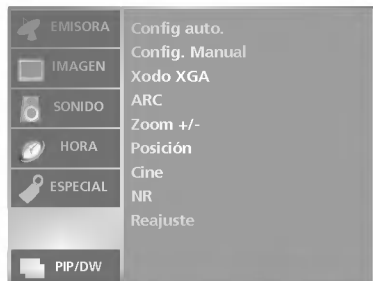 EMISORA
IMAGEN
SONIDO
HORA
ESPECIAL
PIP/DW
Config auto.
Config. Manual
Xodo XGA
ARC
Zoom +/-
Posición
Cine
NR
Reajuste